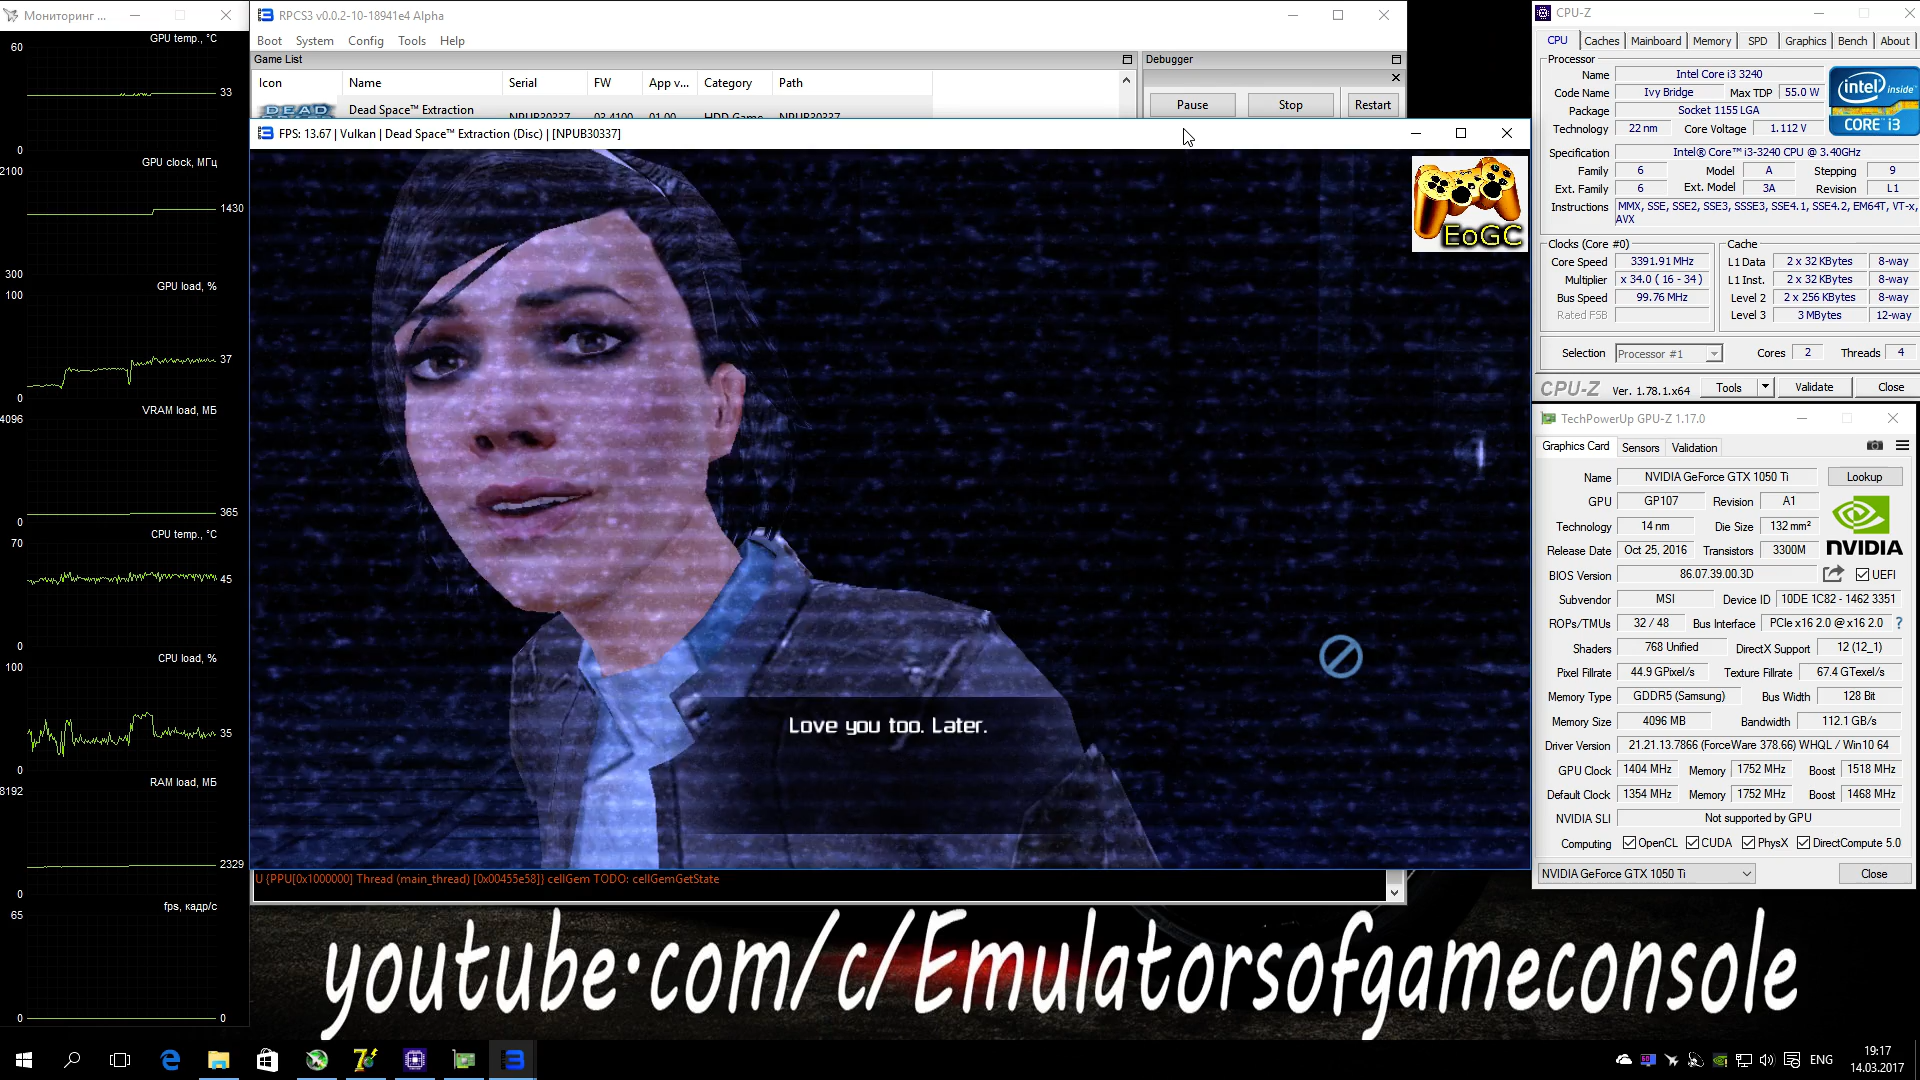 Мониторинг ...
GPU temp., °C
60
33
0
GPU clock, МГц
2100
1430
300
GPU load, %
100
37
0
VRAM load, МБ
4096
365
0
CPU temp., °C
70
45
0
CPU load, %
100
35
0
RAM load, МБ
8192
2329
0
fps, кадр/с
65
0
0
RPCS3 v0.0.2-10-18941e4 Alpha
Boot System Config Tools Help
Game List
Icon Name Serial FW App v... Category Path
DEAD Dead Space™ Extraction NPUB30337 03.4100 01.00 HDD Game NPUB30337
Debugger
Pause Stop Restart
FPS: 13.67 | Vulkan | Dead Space™ Extraction (Disc) | [NPUB30337]
EoGC
Love you too. Later.
U {PPU[0x1000000] Thread (main_thread) [0x00455e58]} cellGem TODO: cellGemGetState
youtube.com/c/Emulatorsofgameconsole
CPU-Z
CPU Caches Mainboard Memory SPD Graphics Bench About
Processor
Name Intel Core i3 3240
Code Name Ivy Bridge Max TDP 55.0 W
Package Socket 1155 LGA
Technology 22 nm Core Voltage 1.112 V
intel inside™
CORE i3
Specification Intel® Core™ i3-3240 CPU @ 3.40GHz
Family 6 Model A Stepping 9
Ext. Family 6 Ext. Model 3A Revision L1
Instructions MMX, SSE, SSE2, SSE3, SSSE3, SSE4.1, SSE4.2, EM64T, VT-x,
AVX
Clocks (Core #0)
Core Speed 3391.91 MHz
Multiplier x 34.0 ( 16 - 34 )
Bus Speed 99.76 MHz
Rated FSB
Cache
L1 Data 2 x 32 KBytes 8-way
L1 Inst. 2 x 32 KBytes 8-way
Level 2 2 x 256 KBytes 8-way
Level 3 3 MBytes 12-way
Selection Processor #1 Cores 2 Threads 4
CPU-Z Ver. 1.78.1.x64 Tools Validate Close
TechPowerUp GPU-Z 1.17.0
Graphics Card Sensors Validation
Name NVIDIA GeForce GTX 1050 Ti Lookup
GPU GP107 Revision A1
Technology 14 nm Die Size 132 mm²
Release Date Oct 25, 2016 Transistors 3300M
NVIDIA
BIOS Version 86.07.39.00.3D UEFI
Subvendor MSI Device ID 10DE 1C82 - 1462 3351
ROPs/TMUs 32 / 48 Bus Interface PCIe x16 2.0 @ x16 2.0 ?
Shaders 768 Unified DirectX Support 12 (12_1)
Pixel Fillrate 44.9 GPixel/s Texture Fillrate 67.4 GTexel/s
Memory Type GDDR5 (Samsung) Bus Width 128 Bit
Memory Size 4096 MB Bandwidth 112.1 GB/s
Driver Version 21.21.13.7866 (ForceWare 378.66) WHQL / Win10 64
GPU Clock 1404 MHz Memory 1752 MHz Boost 1518 MHz
Default Clock 1354 MHz Memory 1752 MHz Boost 1468 MHz
NVIDIA SLI Not supported by GPU
Computing OpenCL CUDA PhysX DirectCompute 5.0
NVIDIA GeForce GTX 1050 Ti Close
ENG
19:17
14.03.2017